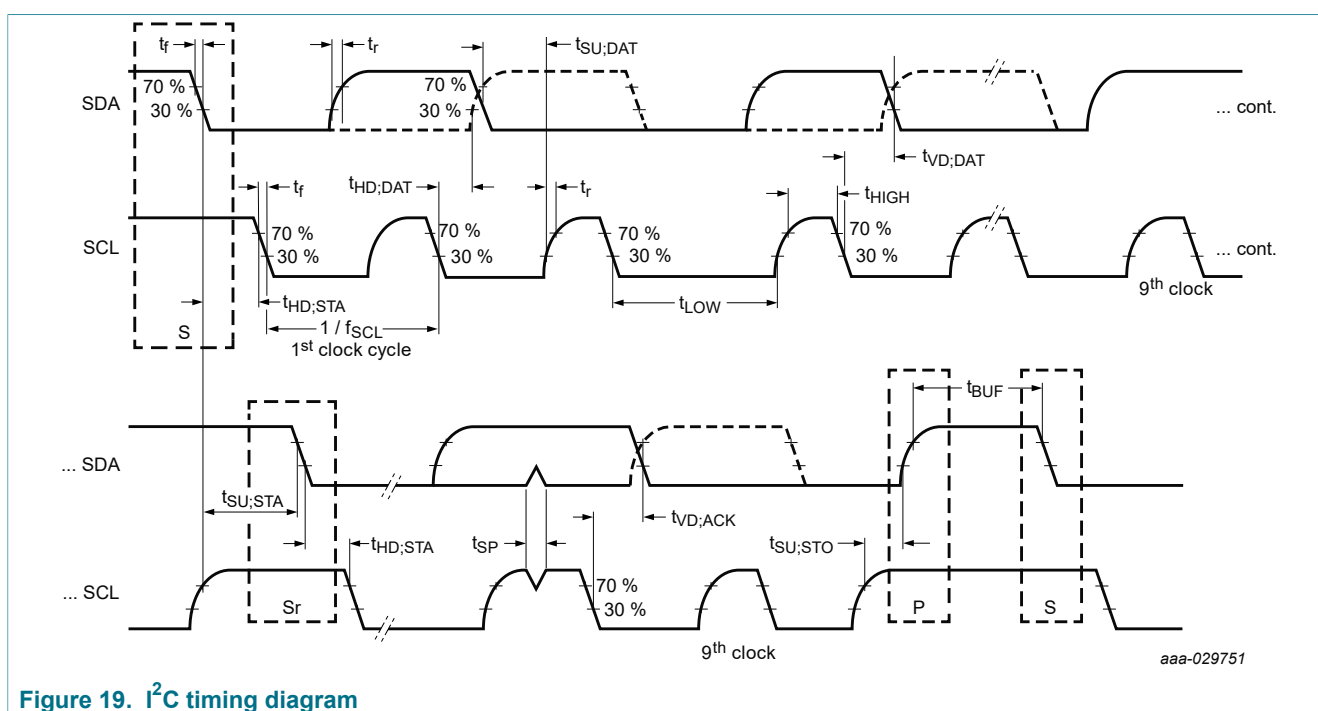 tf
tr
tSU;DAT
70 %
30 %
70 %
30 %
SDA
... cont.
tVD;DAT
tf
tHD;DAT
tr
tHIGH
SCL
70 %
30 %
70 %
30 %
70 %
30 %
70 %
30 %
... cont.
9th clock
tHD;STA
tLOW
S
1 / fSCL
1st clock cycle
tBUF
... SDA
tSU;STA
tVD;ACK
tHD;STA
tSP
tSU;STO
... SCL
70 %
30 %
Sr
P
S
9th clock
aaa-029751
Figure 19. I2C timing diagram